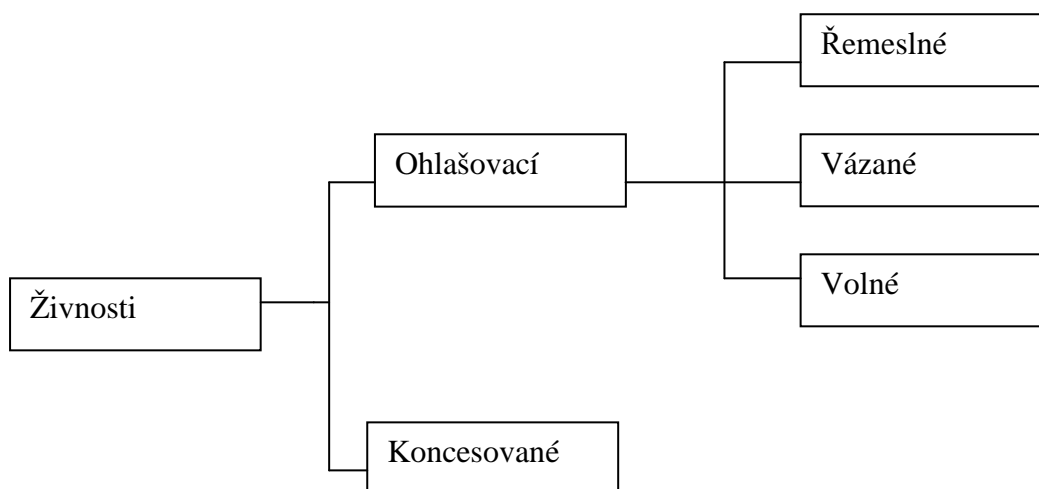 Řemeslné
Ohlašovací
Vázané
Volné
Živnosti
Koncesované